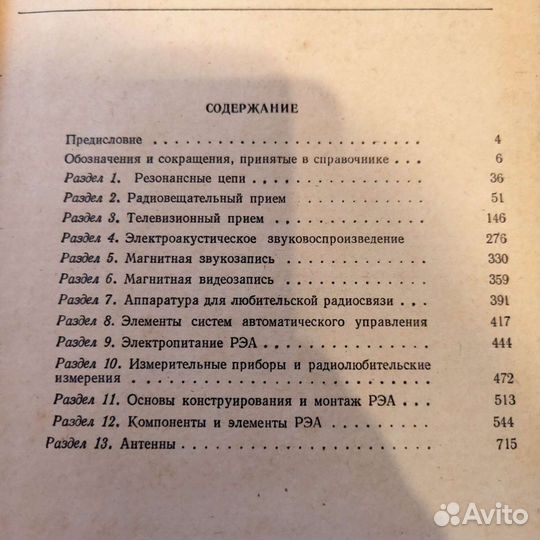 СОДЕРЖАНИЕ
Предисловие . . . . . . . . . . . . . . . . . . . . . 4
Обозначения и сокращения, принятые в справочнике . . . 6
Раздел 1. Резонансные цепи . . . . . . . . . . . . . 36
Раздел 2. Радиовещательный прием . . . . . . . . . . 51
Раздел 3. Телевизионный прием . . . . . . . . . . . 146
Раздел 4. Электроакустическое звуковоспроизведение 276
Раздел 5. Магнитная звукозапись . . . . . . . . . . 330
Раздел 6. Магнитная видеозапись . . . . . . . . . . 359
Раздел 7. Аппаратура для любительской радиосвязи . . . 391
Раздел 8. Элементы систем автоматического управления 417
Раздел 9. Электропитание РЭА . . . . . . . . . . . . 444
Раздел 10. Измерительные приборы и радиолюбительские
измерения . . . . . . . . . . . . . . . . . . . . . 472
Раздел 11. Основы конструирования и монтаж РЭА . . . 513
Раздел 12. Компоненты и элементы РЭА . . . . . . . . 544
Раздел 13. Антенны . . . . . . . . . . . . . . . . . 715
Avito